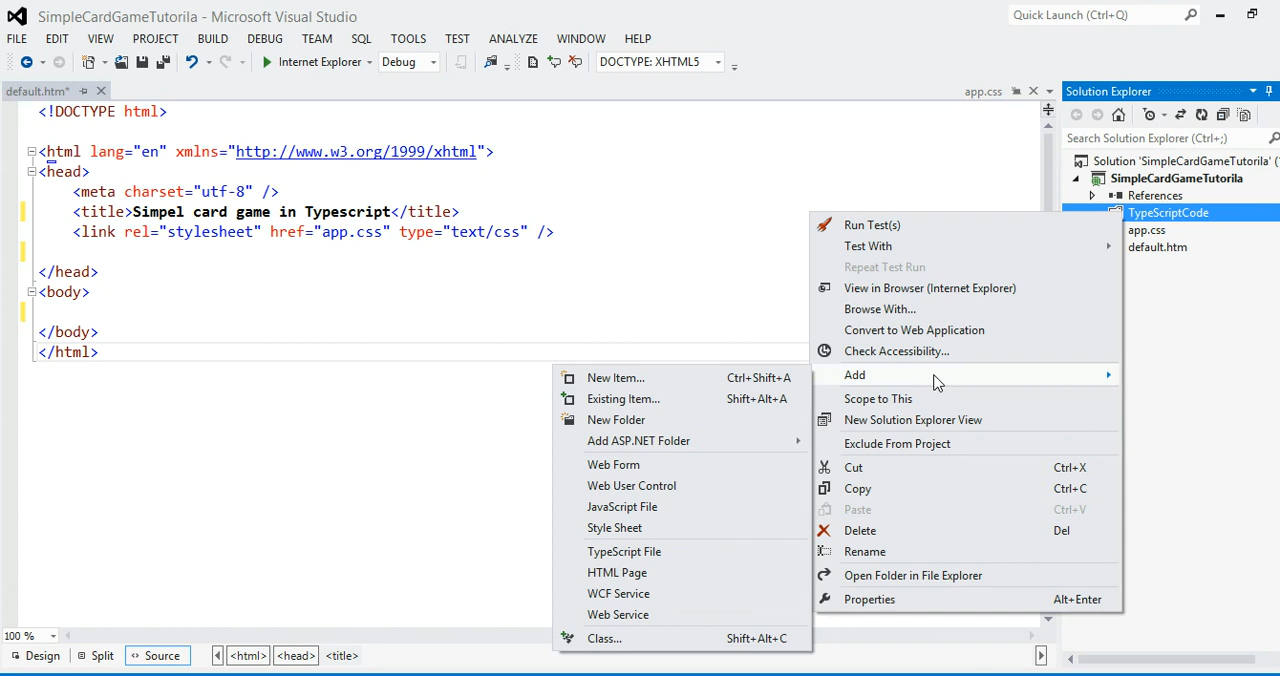 SimpleCardGameTutorila - Microsoft Visual Studio
Quick Launch (Ctrl+Q)
FILE EDIT VIEW PROJECT BUILD DEBUG TEAM SQL TOOLS TEST ANALYZE WINDOW HELP
Internet Explorer Debug DOCTYPE: XHTML5
default.htm* app.css
<!DOCTYPE html>
<html lang="en" xmlns="http://www.w3.org/1999/xhtml">
<head>
<meta charset="utf-8" />
<title>Simpel card game in Typescript</title>
<link rel="stylesheet" href="app.css" type="text/css" />
</head>
<body>
</body>
</html>
Solution Explorer
Search Solution Explorer (Ctrl+;)
Solution 'SimpleCardGameTutorila' (
SimpleCardGameTutorila
References
TypeScriptCode
app.css
default.htm
Run Test(s)
Test With
Repeat Test Run
View in Browser (Internet Explorer)
Browse With...
Convert to Web Application
Check Accessibility...
Add
Scope to This
New Solution Explorer View
Exclude From Project
Cut Ctrl+X
Copy Ctrl+C
Paste Ctrl+V
Delete Del
Rename
Open Folder in File Explorer
Properties Alt+Enter
New Item... Ctrl+Shift+A
Existing Item... Shift+Alt+A
New Folder
Add ASP.NET Folder
Web Form
Web User Control
JavaScript File
Style Sheet
TypeScript File
HTML Page
WCF Service
Web Service
Class... Shift+Alt+C
100 %
Design Split Source <html> <head> <title>